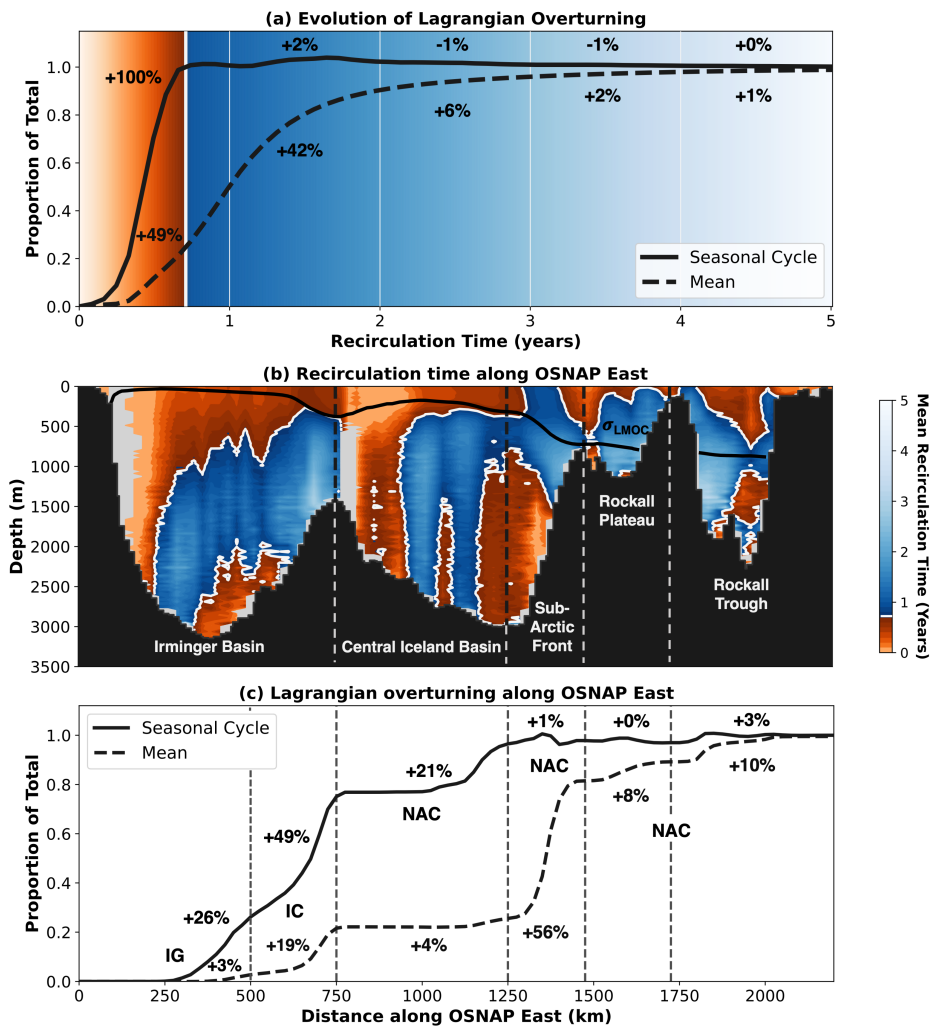 (a) Evolution of Lagrangian Overturning
+2%
-1%
-1%
+0%
+100%
+49%
+42%
+6%
+2%
+1%
Seasonal Cycle
Mean
Proportion of Total
1.0
0.8
0.6
0.4
0.2
0.0
0
1
2
3
4
5
Recirculation Time (years)
(b) Recirculation time along OSNAP East
Depth (m)
0
500
1000
1500
2000
2500
3000
3500
σLMOC
Irminger Basin
Central Iceland Basin
Sub-
Arctic
Front
Rockall
Plateau
Rockall
Trough
5
4
3
2
1
0
Mean Recirculation Time (Years)
(c) Lagrangian overturning along OSNAP East
Seasonal Cycle
Mean
+1%
+0%
+3%
+21%
NAC
NAC
+10%
+8%
NAC
+49%
+26%
IC
IG
+3%
+19%
+4%
+56%
Proportion of Total
1.0
0.8
0.6
0.4
0.2
0.0
0
250
500
750
1000
1250
1500
1750
2000
Distance along OSNAP East (km)